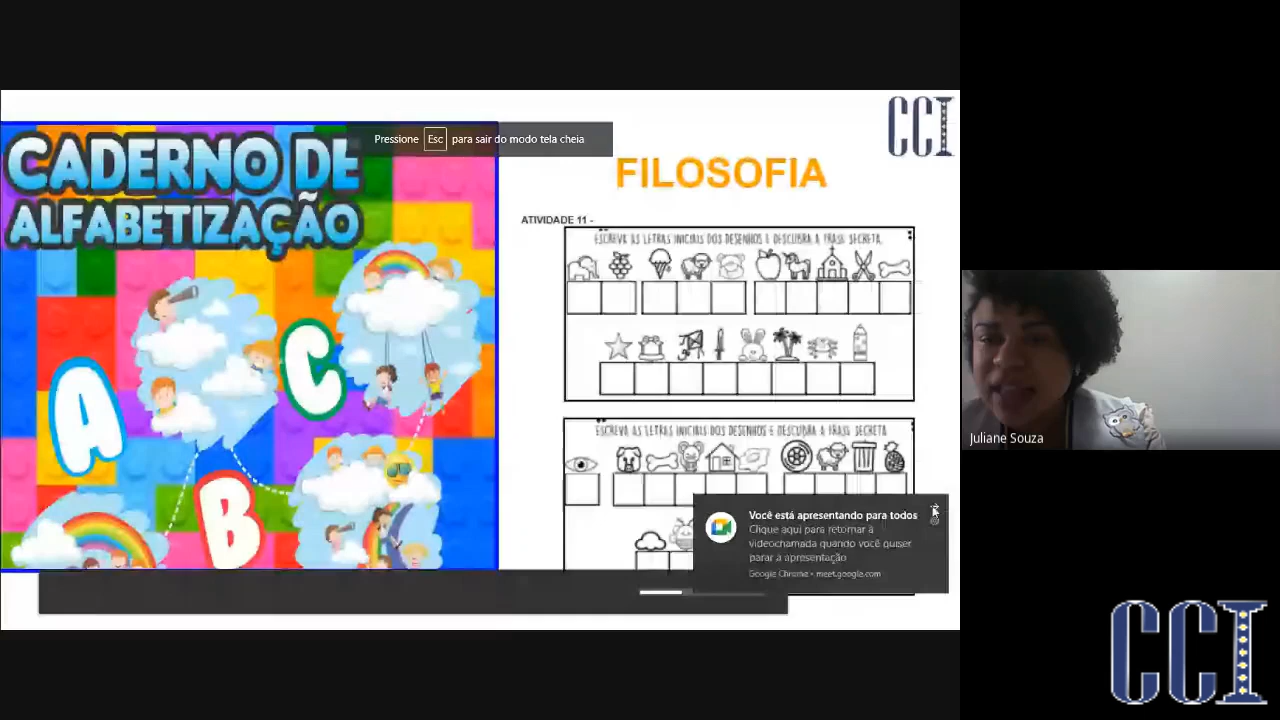 CCI
Pressione Esc para sair do modo tela cheia
CADERNO DE
ALFABETIZAÇÃO
A
B
C
FILOSOFIA
ATIVIDADE 11 -
ESCREVA AS LETRAS INICIAIS DOS DESENHOS E DESCUBRA A FRASE SECRETA.
ESCREVA AS LETRAS INICIAIS DOS DESENHOS E DESCUBRA A FRASE SECRETA
Você está apresentando para todos
Clique aqui para retornar à
videochamada quando você quiser
parar a apresentação
Google Chrome • meet.google.com
Juliane Souza
CCI